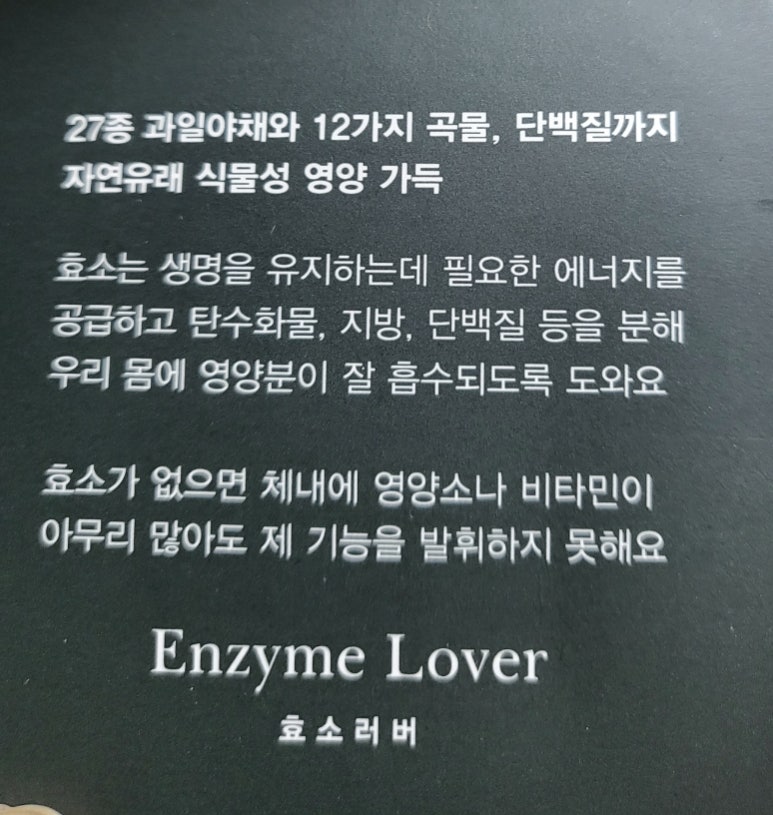 27종 과일야채와 12가지 곡물, 단백질까지
자연유래 식물성 영양 가득
효소는 생명을 유지하는데 필요한 에너지를
공급하고 탄수화물, 지방, 단백질 등을 분해
우리 몸에 영양분이 잘 흡수되도록 도와요
효소가 없으면 체내에 영양소나 비타민이
아무리 많아도 제 기능을 발휘하지 못해요
Enzyme Lover
효소러버